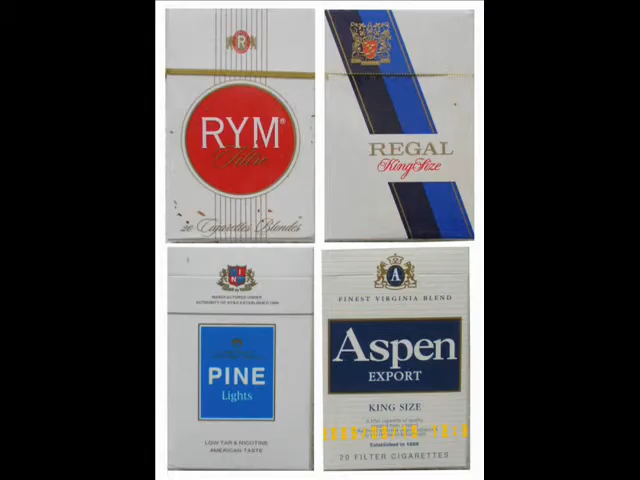 R
RYM®
Filtre
20 Cigarettes Blondes
REGAL
King Size
MANUFACTURED UNDER
PINE
Lights
LOW TAR & NICOTINE
AMERICAN TASTE
A
FINEST VIRGINIA BLEND
Aspen
EXPORT
KING SIZE
Established in 1888
20 FILTER CIGARETTES